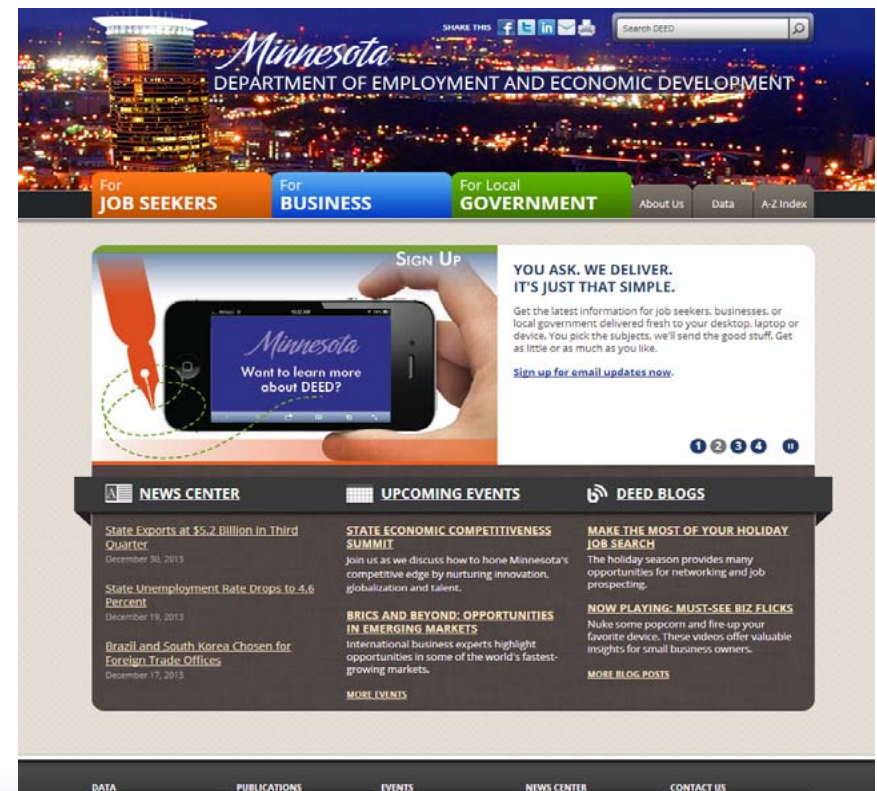 SHARE THIS
Search DEED
Minnesota
DEPARTMENT OF EMPLOYMENT AND ECONOMIC DEVELOPMENT
For
JOB SEEKERS
For
BUSINESS
For Local
GOVERNMENT
About Us
Data
A-Z Index
SIGN UP
Minnesota
Want to learn more
about DEED?
YOU ASK. WE DELIVER.
IT'S JUST THAT SIMPLE.
Get the latest information for job seekers, businesses, or
local government delivered fresh to your desktop, laptop or
device. You pick the subjects, we'll send the good stuff. Get
as little or as much as you like.
Sign up for email updates now.
1 2 3 4
NEWS CENTER
State Exports at $5.2 Billion in Third
Quarter
December 30, 2013
State Unemployment Rate Drops to 4.6
Percent
December 19, 2013
Brazil and South Korea Chosen for
Foreign Trade Offices
December 17, 2013
UPCOMING EVENTS
STATE ECONOMIC COMPETITIVENESS
SUMMIT
Join us as we discuss how to hone Minnesota's
competitive edge by nurturing innovation,
globalization and talent.
BRICS AND BEYOND: OPPORTUNITIES
IN EMERGING MARKETS
International business experts highlight
opportunities in some of the world's fastest-
growing markets.
MORE EVENTS
DEED BLOGS
MAKE THE MOST OF YOUR HOLIDAY
JOB SEARCH
The holiday season provides many
opportunities for networking and job
prospecting.
NOW PLAYING: MUST-SEE BIZ FLICKS
Nuke some popcorn and fire-up your
favorite device. These videos offer valuable
insights for small business owners.
MORE BLOG POSTS
DATA
PUBLICATIONS
EVENTS
NEWS CENTER
CONTACT US